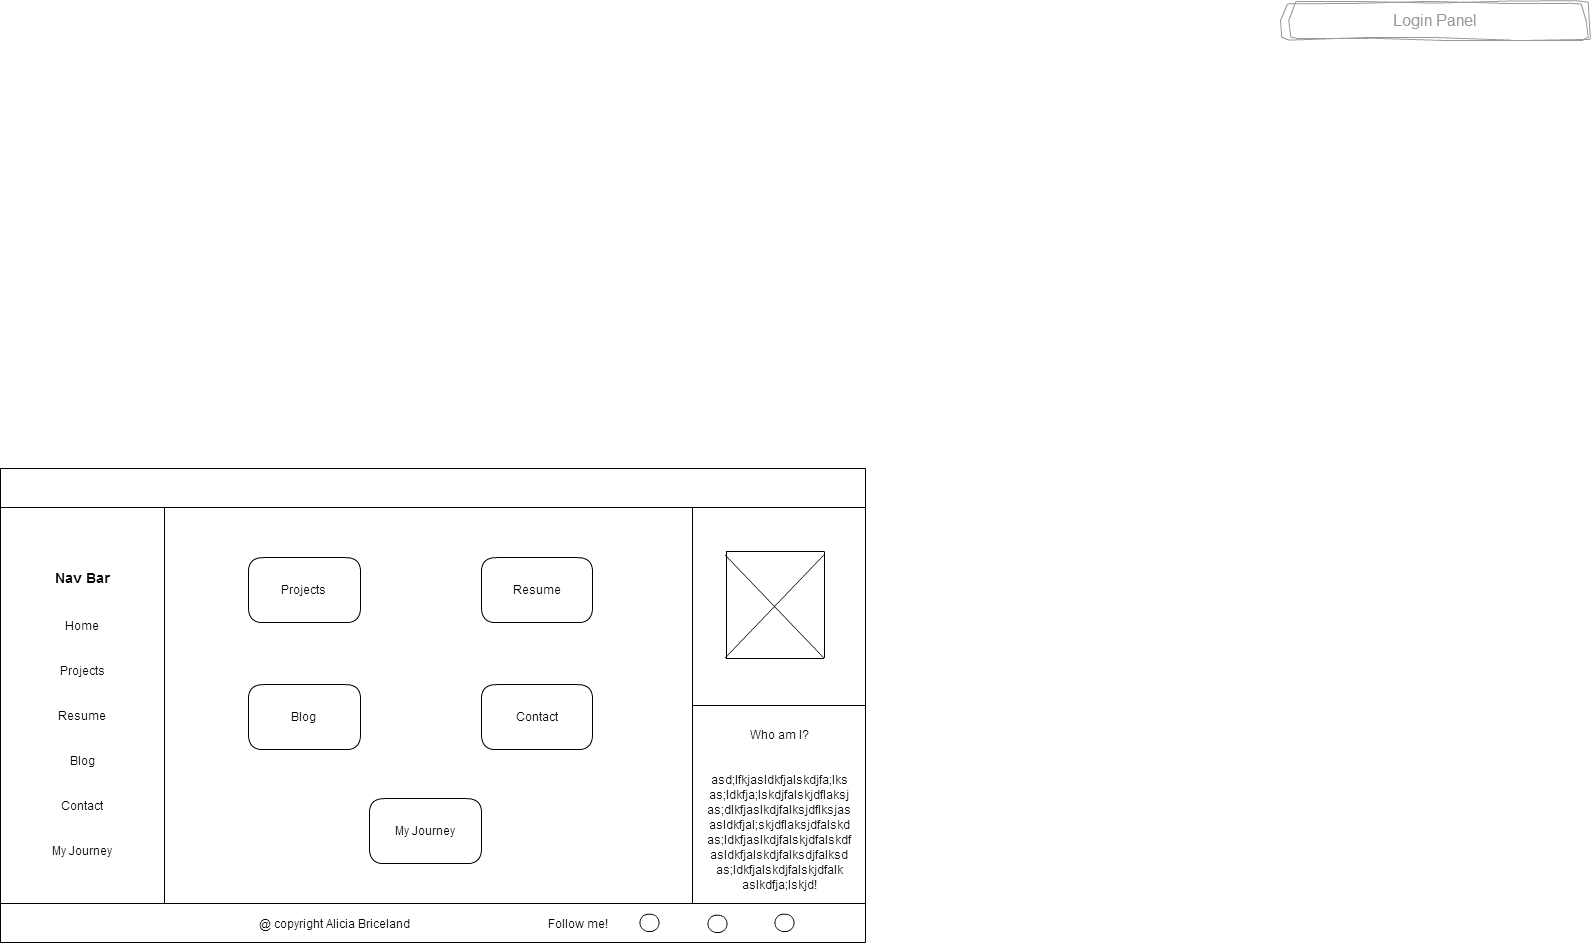 Login Panel
Nav Bar
Home
Projects
Resume
Blog
Contact
My Journey
Projects
Resume
Blog
Contact
My Journey
Who am I?
asd;lfkjasldkfjalskdjfa;lks
as;ldkfja;lskdjfalskjdflaksj
as;dlkfjaslkdjfalksjdflksjas
asldkfjal;skjdflaksjdfalskd
as;ldkfjaslkdjfalskjdfalskdf
asldkfjalskdjfalksdjfalksd
as;ldkfjalskdjfalskjdfalk
aslkdfja;lskjd!
@ copyright Alicia Briceland
Follow me!